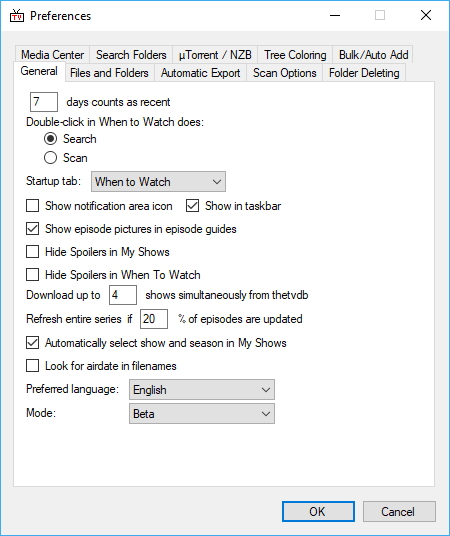 TV Preferences
Media Center Search Folders µTorrent / NZB Tree Coloring Bulk/Auto Add
General Files and Folders Automatic Export Scan Options Folder Deleting
7 days counts as recent
Double-click in When to Watch does:
Search
Scan
Startup tab: When to Watch
Show notification area icon Show in taskbar
Show episode pictures in episode guides
Hide Spoilers in My Shows
Hide Spoilers in When To Watch
Download up to 4 shows simultaneously from thetvdb
Refresh entire series if 20 % of episodes are updated
Automatically select show and season in My Shows
Look for airdate in filenames
Preferred language: English
Mode: Beta
OK Cancel